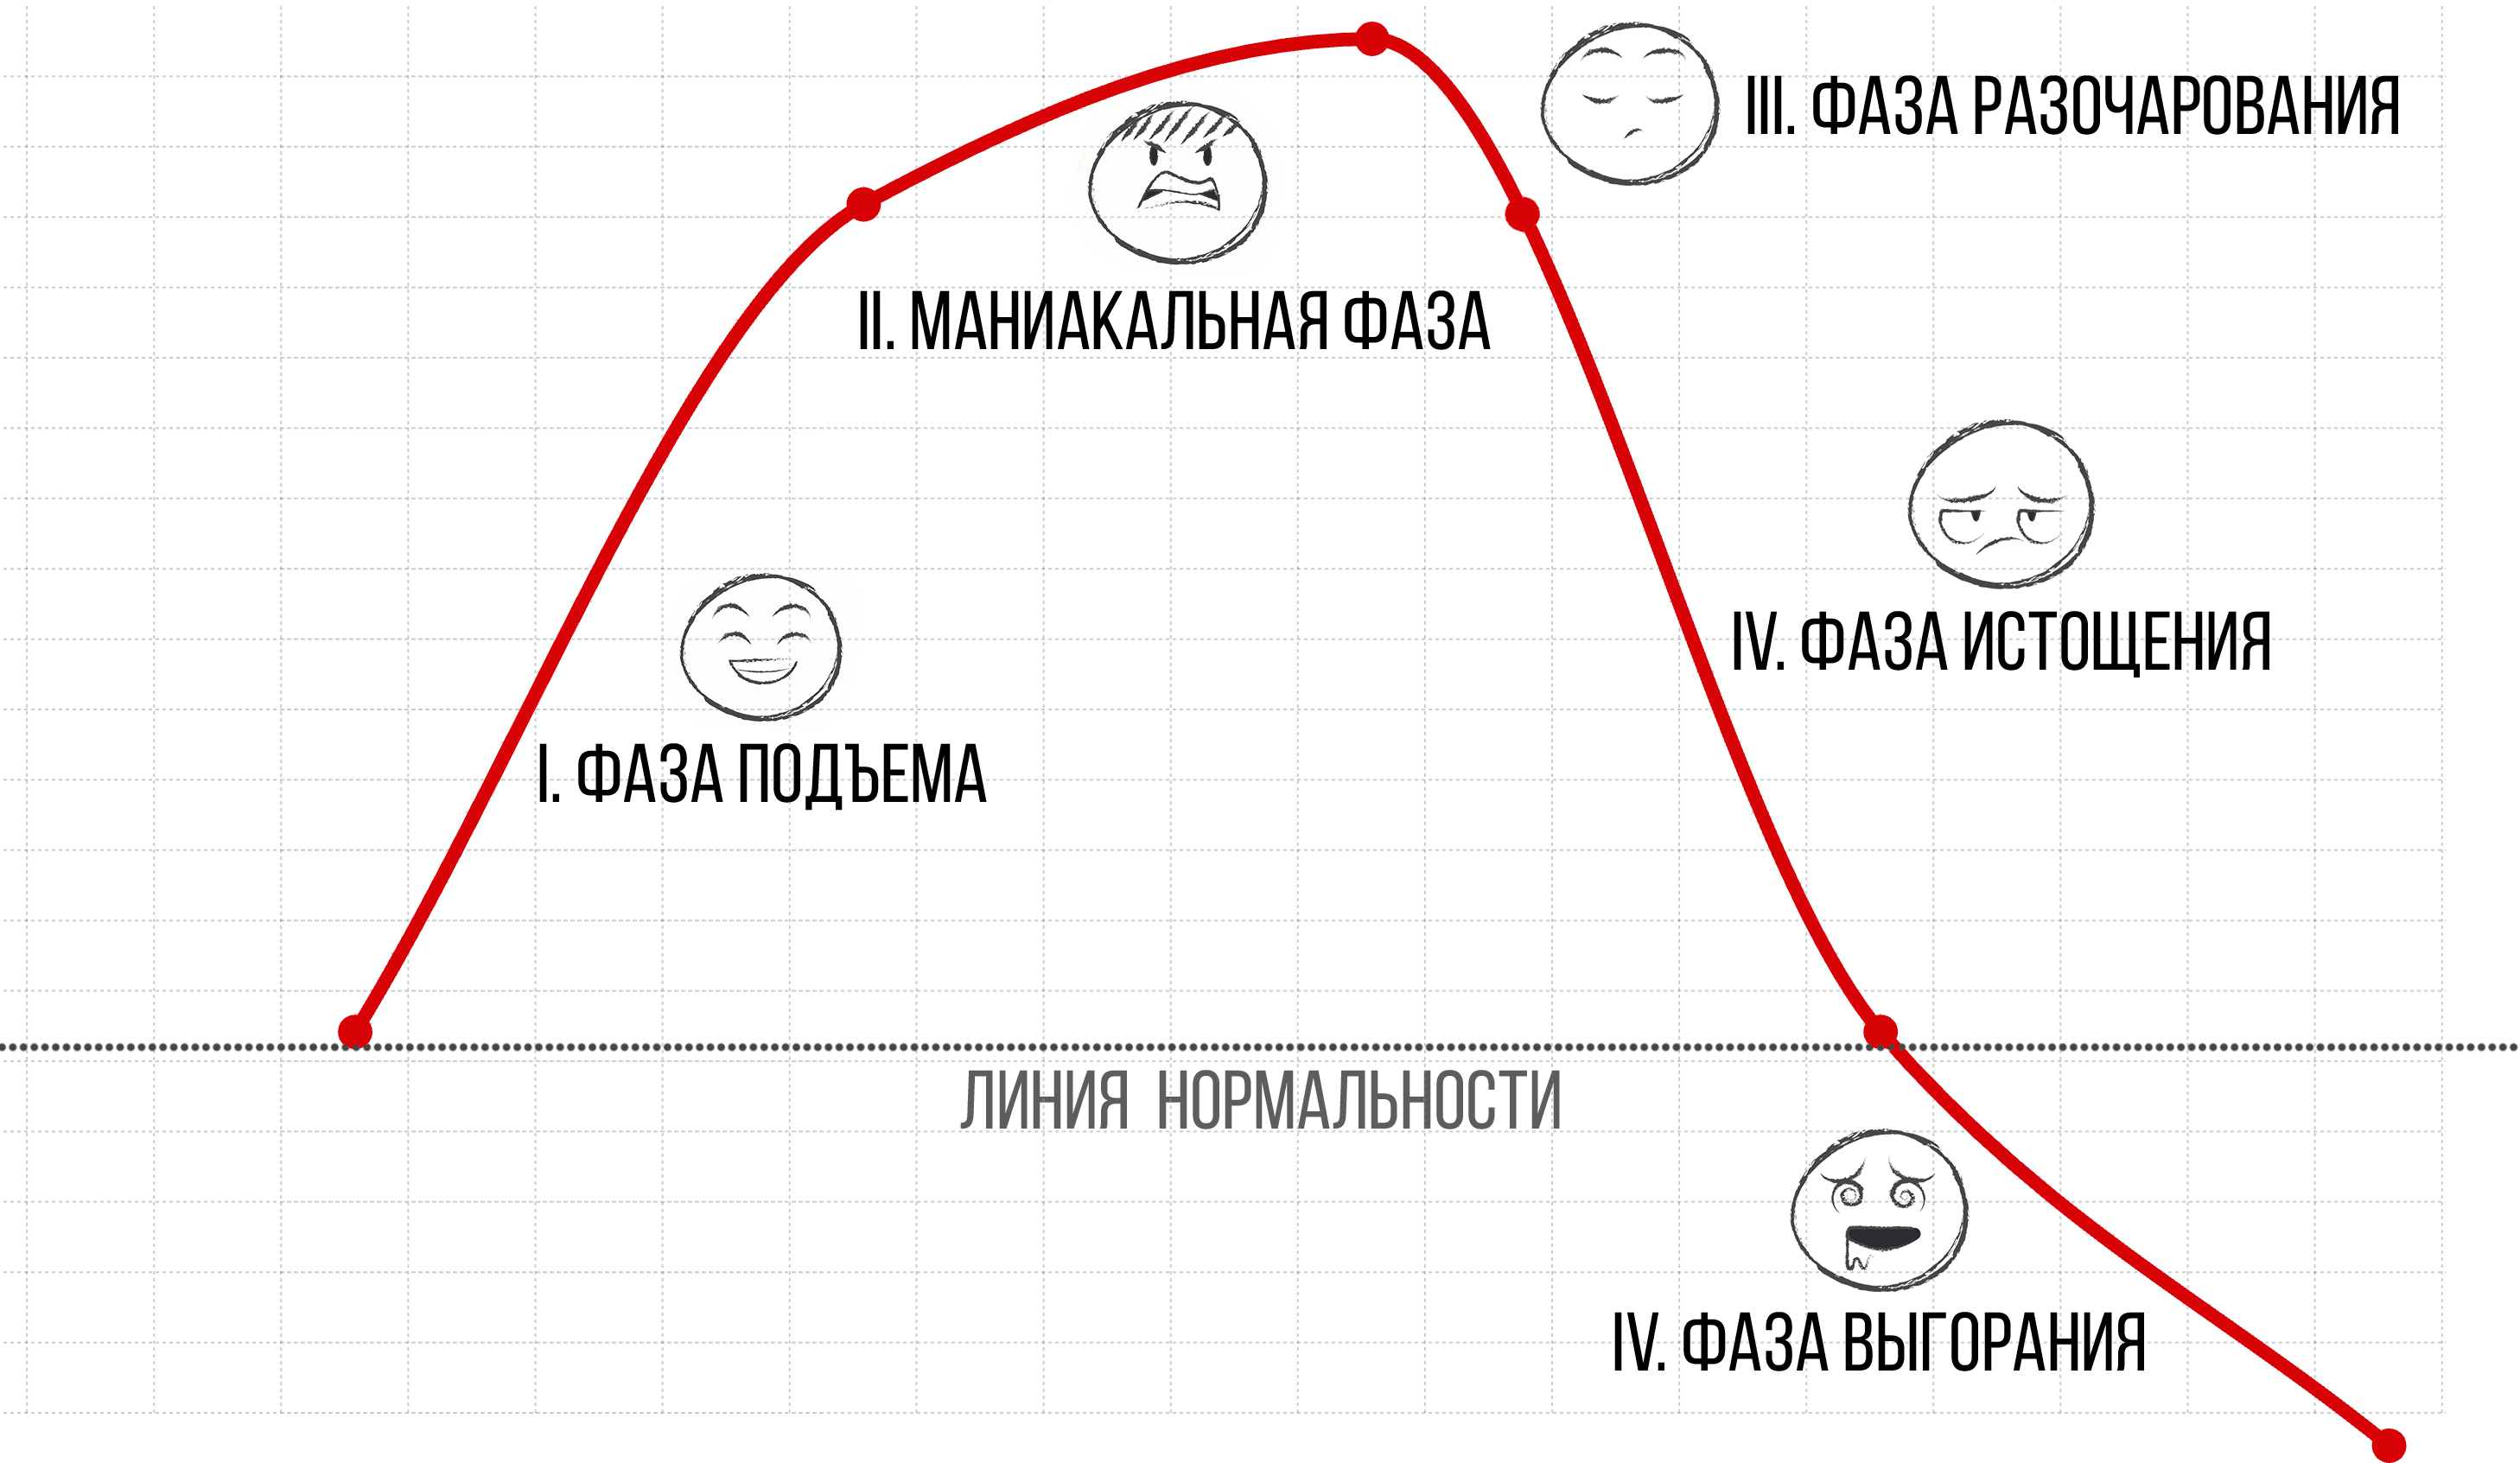 III. ФАЗА РАЗОЧАРОВАНИЯ
II. МАНИАКАЛЬНАЯ ФАЗА
IV. ФАЗА ИСТОЩЕНИЯ
I. ФАЗА ПОДЪЕМА
ЛИНИЯ НОРМАЛЬНОСТИ
IV. ФАЗА ВЫГОРАНИЯ